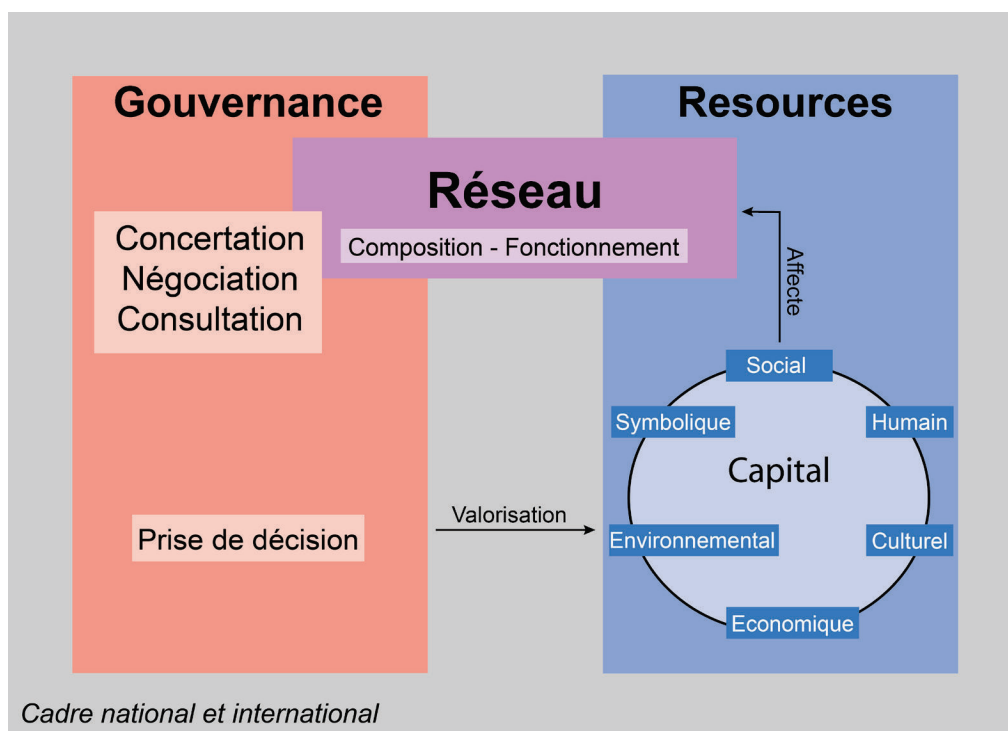 Gouvernance
Resources
Réseau
Composition - Fonctionnement
Concertation
Négociation
Consultation
Affecte
Social
Symbolique
Humain
Capital
Prise de décision
Valorisation
Environnemental
Culturel
Economique
Cadre national et international